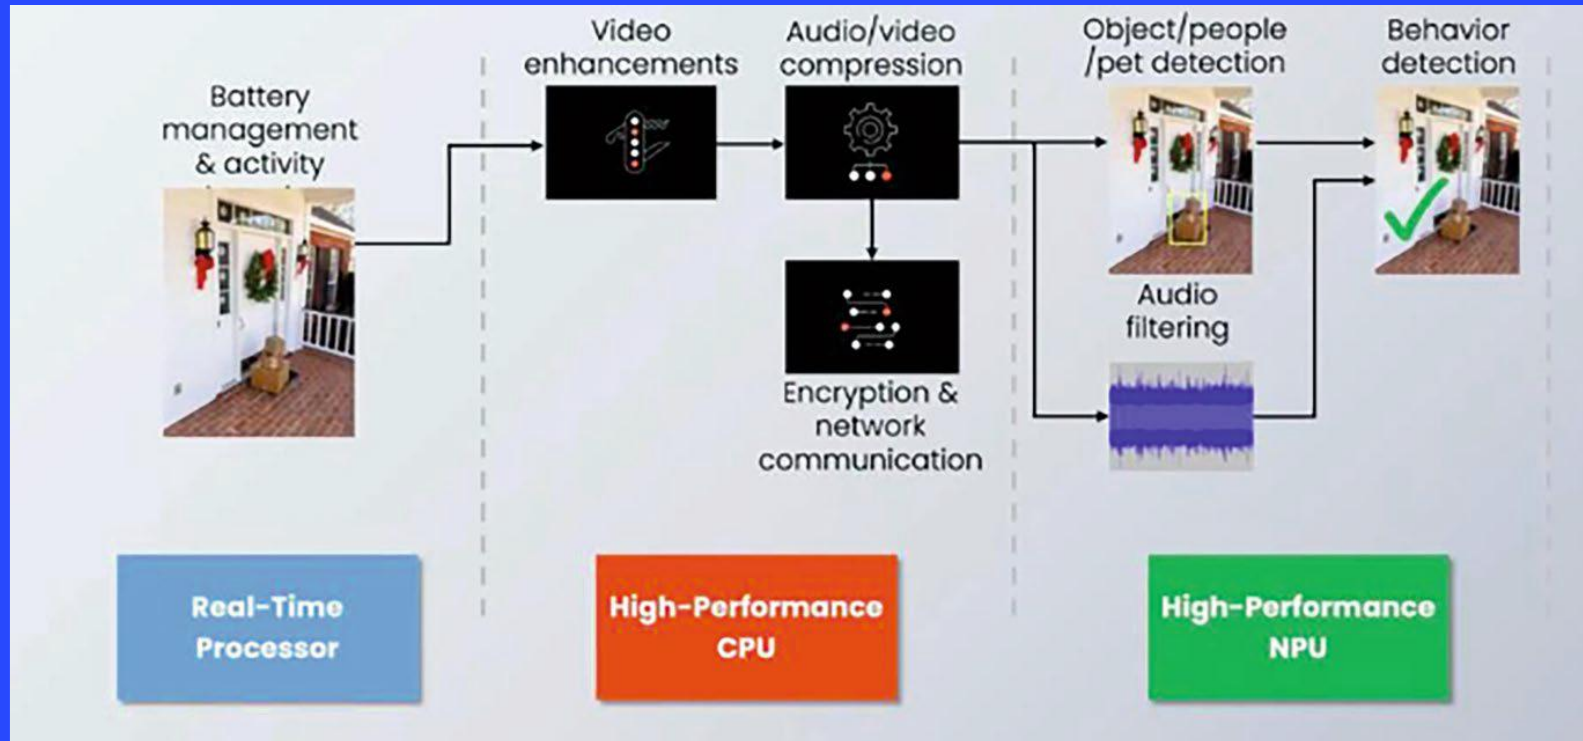 Battery
management
& activity
Video
enhancements
Audio/video
compression
Encryption &
network
communication
Object/people
/pet detection
Audio
filtering
Behavior
detection
Real-Time
Processor
High-Performance
CPU
High-Performance
NPU